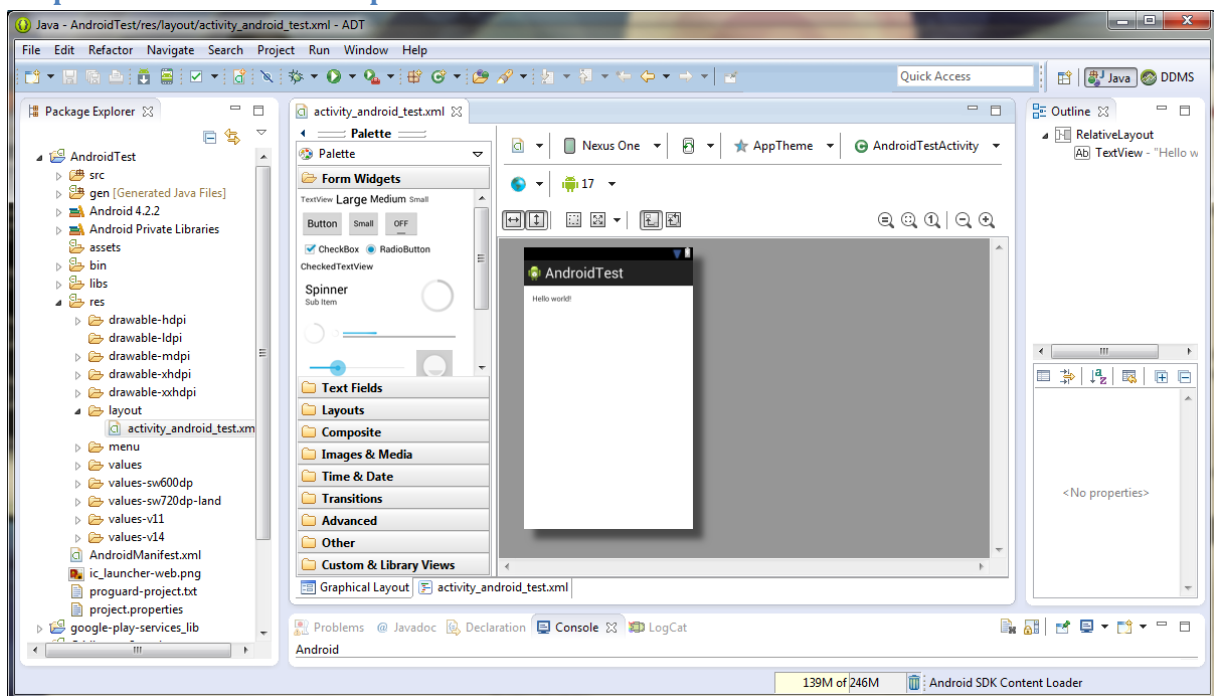 Java - AndroidTest/res/layout/activity_android_test.xml - ADT
File Edit Refactor Navigate Search Project Run Window Help
Quick Access
Java
DDMS
Package Explorer
AndroidTest
src
gen [Generated Java Files]
Android 4.2.2
Android Private Libraries
assets
bin
libs
res
drawable-hdpi
drawable-ldpi
drawable-mdpi
drawable-xhdpi
drawable-xxhdpi
layout
activity_android_test.xm
menu
values
values-sw600dp
values-sw720dp-land
values-v11
values-v14
AndroidManifest.xml
ic_launcher-web.png
proguard-project.txt
project.properties
google-play-services_lib
activity_android_test.xml
Palette
Palette
Form Widgets
TextView Large Medium Small
Button Small OFF
CheckBox RadioButton
CheckedTextView
Spinner
Sub Item
Text Fields
Layouts
Composite
Images & Media
Time & Date
Transitions
Advanced
Other
Custom & Library Views
Nexus One
AppTheme
AndroidTestActivity
17
AndroidTest
Hello world!
Graphical Layout
activity_android_test.xml
Outline
RelativeLayout
Ab TextView - "Hello w
<No properties>
Problems @ Javadoc Declaration Console LogCat
Android
139M of 246M
Android SDK Content Loader